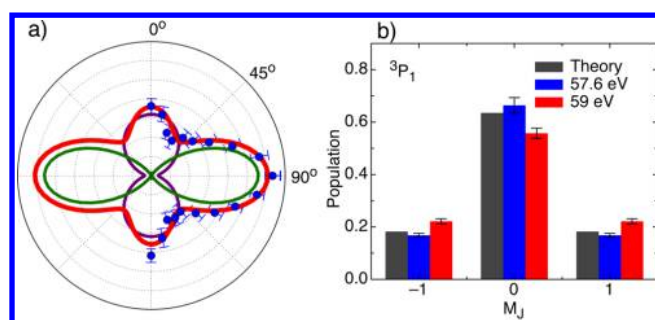 a)
0°
45°
90°
b)
Population
0.8
0.6
0.4
0.2
0.0
³P₁
Theory
57.6 eV
59 eV
–1
0
1
M_J